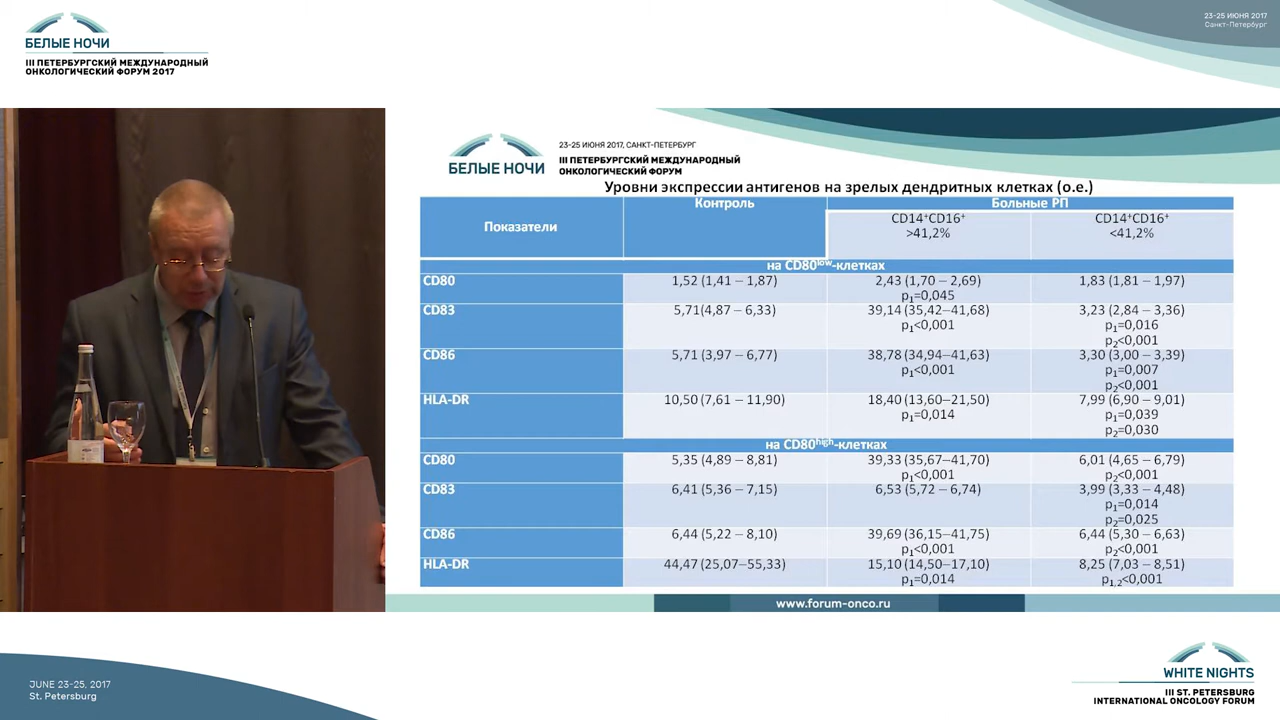 БЕЛЫЕ НОЧИ
III ПЕТЕРБУРГСКИЙ МЕЖДУНАРОДНЫЙ
ОНКОЛОГИЧЕСКИЙ ФОРУМ 2017
23-25 ИЮНЯ 2017
Санкт-Петербург
БЕЛЫЕ НОЧИ
23-25 ИЮНЯ 2017, САНКТ-ПЕТЕРБУРГ
III ПЕТЕРБУРГСКИЙ МЕЖДУНАРОДНЫЙ
ОНКОЛОГИЧЕСКИЙ ФОРУМ
Уровни экспрессии антигенов на зрелых дендритных клетках (о.е.)
Показатели Контроль Больные РП
CD14⁺CD16⁺ CD14⁺CD16⁺
>41,2% <41,2%
на CD80ˡᵒʷ-клетках
CD80 1,52 (1,41 – 1,87) 2,43 (1,70 – 2,69) 1,83 (1,81 – 1,97)
p₁=0,045
CD83 5,71(4,87 – 6,33) 39,14 (35,42–41,68) 3,23 (2,84 – 3,36)
p₁<0,001 p₁=0,016
p₂<0,001
CD86 5,71 (3,97 – 6,77) 38,78 (34,94–41,63) 3,30 (3,00 – 3,39)
p₁<0,001 p₁=0,007
p₂<0,001
HLA-DR 10,50 (7,61 – 11,90) 18,40 (13,60–21,50) 7,99 (6,90 – 9,01)
p₁=0,014 p₁=0,039
p₂=0,030
на CD80ʰⁱᵍʰ-клетках
CD80 5,35 (4,89 – 8,81) 39,33 (35,67–41,70) 6,01 (4,65 – 6,79)
p₁<0,001 p₂<0,001
CD83 6,41 (5,36 – 7,15) 6,53 (5,72 – 6,74) 3,99 (3,33 – 4,48)
p₁=0,014
p₂=0,025
CD86 6,44 (5,22 – 8,10) 39,69 (36,15–41,75) 6,44 (5,30 – 6,63)
p₁<0,001 p₂<0,001
HLA-DR 44,47 (25,07–55,33) 15,10 (14,50–17,10) 8,25 (7,03 – 8,51)
p₁=0,014 p₁,₂<0,001
www.forum-onco.ru
JUNE 23-25, 2017
St. Petersburg
WHITE NIGHTS
III ST. PETERSBURG
INTERNATIONAL ONCOLOGY FORUM